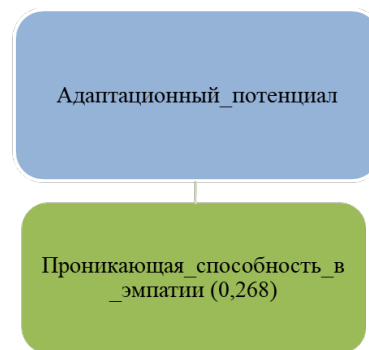 Адаптационный_потенциал
Проникающая_способность_в
_эмпатии (0,268)